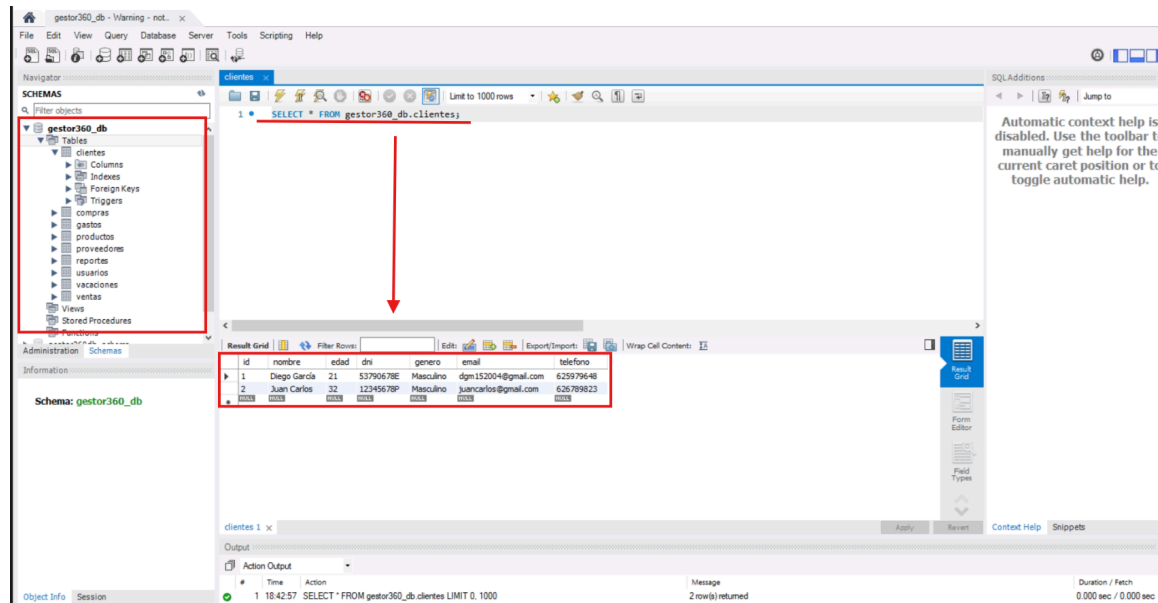 gestor360_db - Warning - not..
File Edit View Query Database Server Tools Scripting Help
Navigator
SCHEMAS
Filter objects
gestor360_db
Tables
clientes
Columns
Indexes
Foreign Keys
Triggers
compras
gastos
productos
proveedores
reportes
usuarios
vacaciones
ventas
Views
Stored Procedures
Functions
Administration Schemas
Information
Schema: gestor360_db
Object Info Session
clientes
Limit to 1000 rows
1 SELECT * FROM gestor360_db.clientes;
Result Grid Filter Rows: Edit: Export/Import: Wrap Cell Content:
id nombre edad dni genero email telefono
1 Diego García 21 53790678E Masculino dgm152004@gmail.com 625979648
2 Juan Carlos 32 12345678P Masculino juancarlos@gmail.com 626789823
NULL NULL NULL NULL NULL NULL NULL
Result
Grid
Form
Editor
Field
Types
clientes 1
Apply Revert
SQLAdditions
Jump to
Automatic context help is
disabled. Use the toolbar
manually get help for the
current caret position or
toggle automatic help.
Context Help Snippets
Output
Action Output
# Time Action Message Duration / Fetch
1 18:42:57 SELECT * FROM gestor360_db.clientes LIMIT 0, 1000 2 row(s) returned 0.000 sec / 0.000 sec